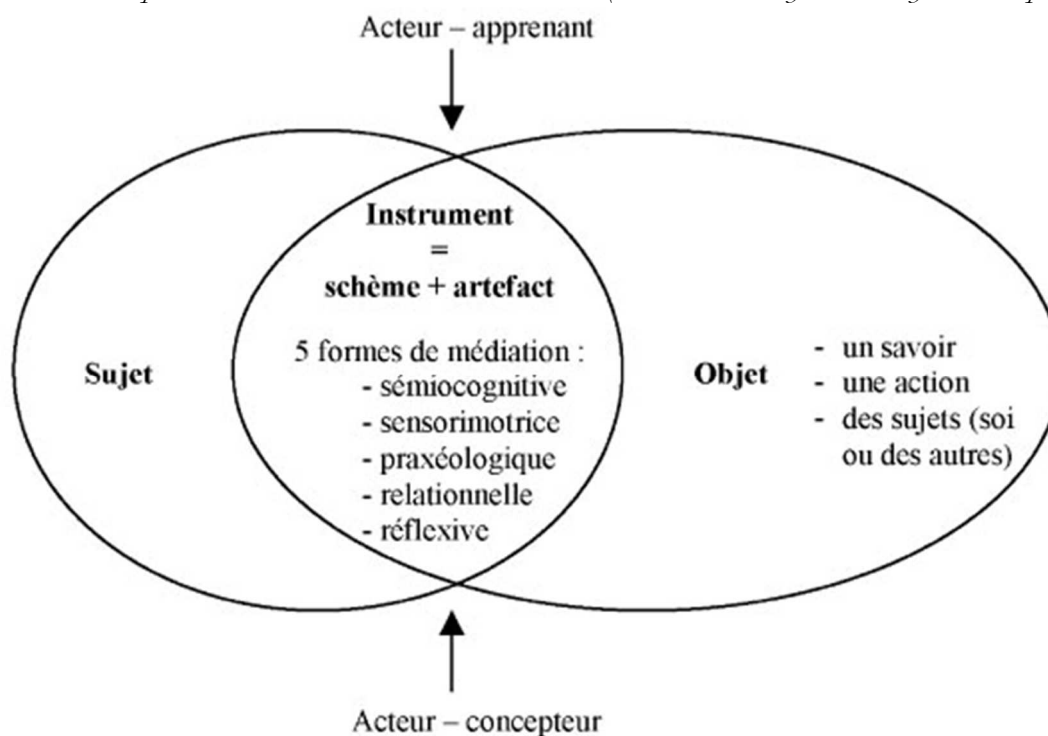 Acteur – apprenant
Instrument
=
schème + artefact
5 formes de médiation :
- sémiocognitive
- sensorimotrice
- praxéologique
- relationnelle
- réflexive
Sujet
Objet
- un savoir
- une action
- des sujets (soi
ou des autres)
Acteur – concepteur